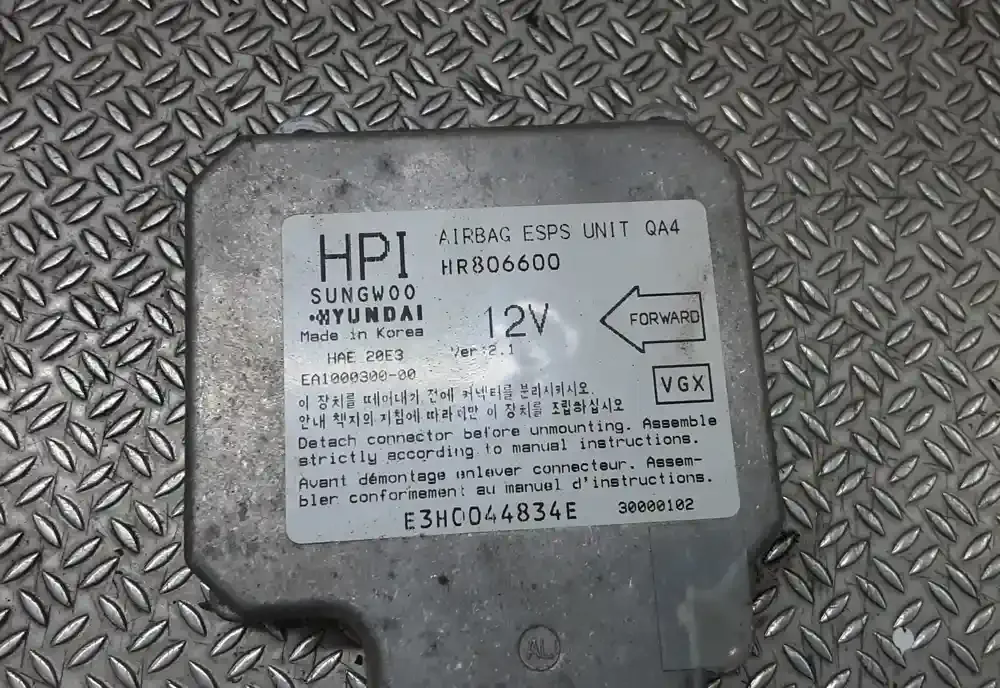 HPI
AIRBAG ESPS UNIT QA4
HR806600
SUNGWOO
HYUNDAI
Made in Korea
12V
FORWARD
HAE 20E3
Ver:2.1
EA1000300-00
VGX
이 장치를 떼어내기 전에 커넥터를 분리시키시오.
안내 책자의 지침에 따라서만 이 장치를 조립하십시오
Detach connector before unmounting. Assemble
strictly according to manual instructions.
Avant démontage enlever connecteur. Assem-
bler conformement au manuel d'instructions.
E3H0044834E
30000102
AL